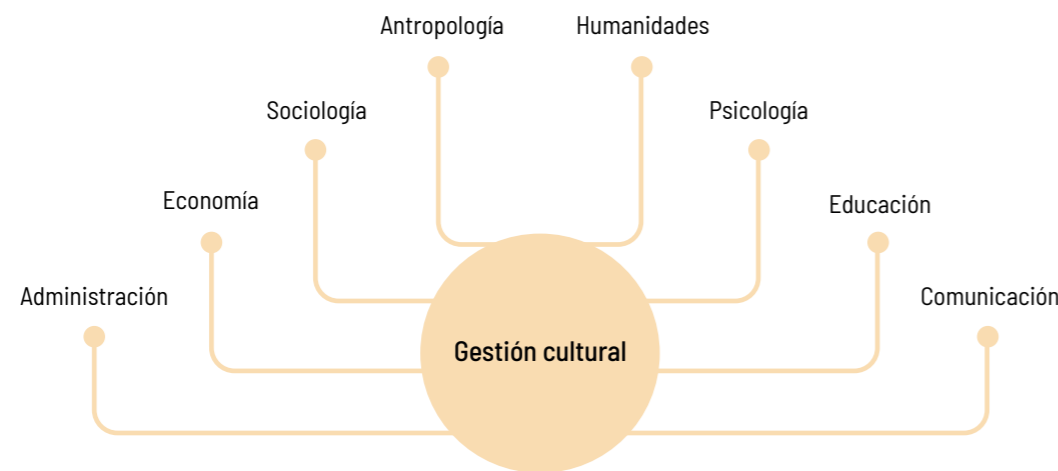 Antropología
Humanidades
Sociología
Psicología
Economía
Educación
Administración
Comunicación
Gestión cultural